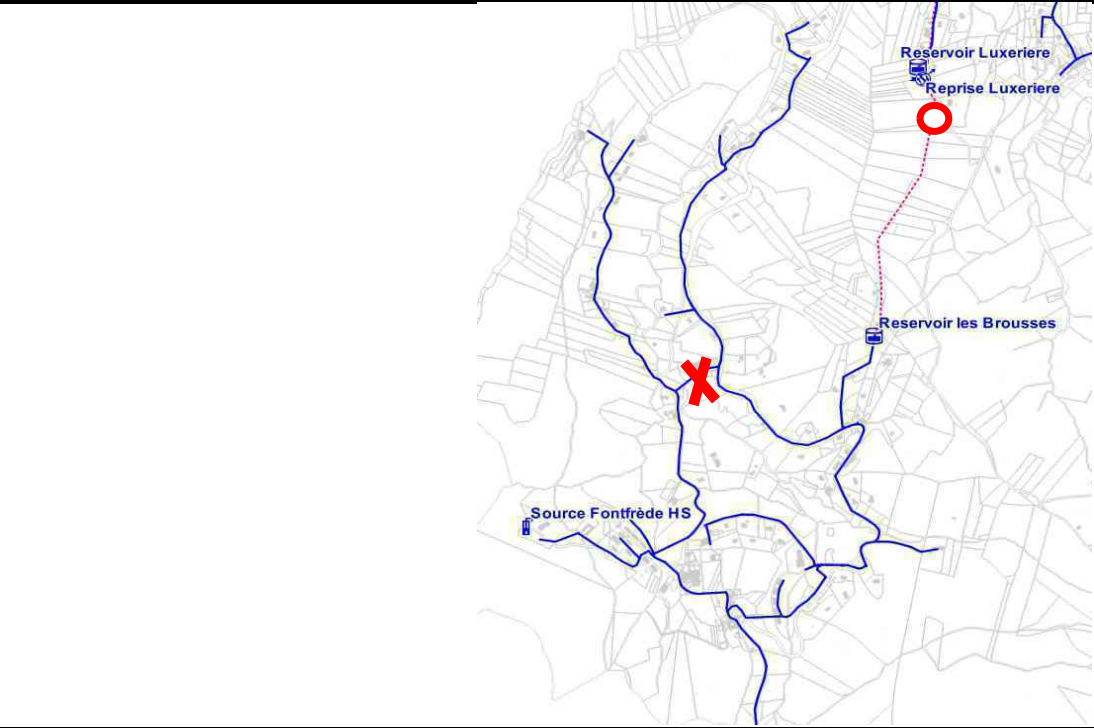 Reservoir Luxeriere
Reprise Luxeriere
Reservoir les Brousses
Source Fontfrède HS